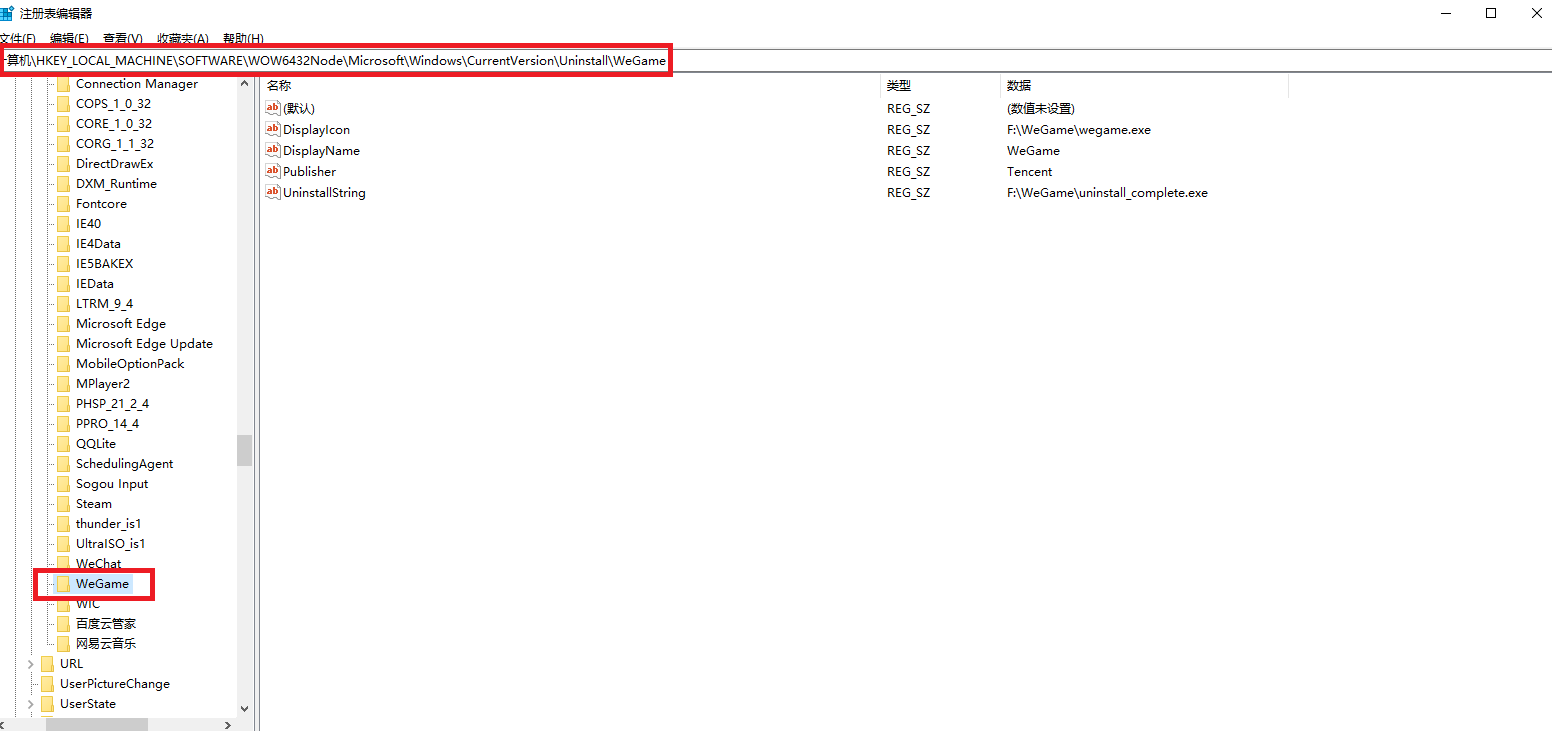 注册表编辑器
文件(F) 编辑(E) 查看(V) 收藏夹(A) 帮助(H)
算机\HKEY_LOCAL_MACHINE\SOFTWARE\WOW6432Node\Microsoft\Windows\CurrentVersion\Uninstall\WeGame
Connection Manager
COPS_1_0_32
CORE_1_0_32
CORG_1_1_32
DirectDrawEx
DXM_Runtime
Fontcore
IE40
IE4Data
IE5BAKEX
IEData
LTRM_9_4
Microsoft Edge
Microsoft Edge Update
MobileOptionPack
MPlayer2
PHSP_21_2_4
PPRO_14_4
QQLite
SchedulingAgent
Sogou Input
Steam
thunder_is1
UltraISO_is1
WeChat
WeGame
WIC
百度云管家
网易云音乐
URL
UserPictureChange
UserState
名称 类型 数据
ab (默认) REG_SZ (数值未设置)
ab DisplayIcon REG_SZ F:\WeGame\wegame.exe
ab DisplayName REG_SZ WeGame
ab Publisher REG_SZ Tencent
ab UninstallString REG_SZ F:\WeGame\uninstall_complete.exe